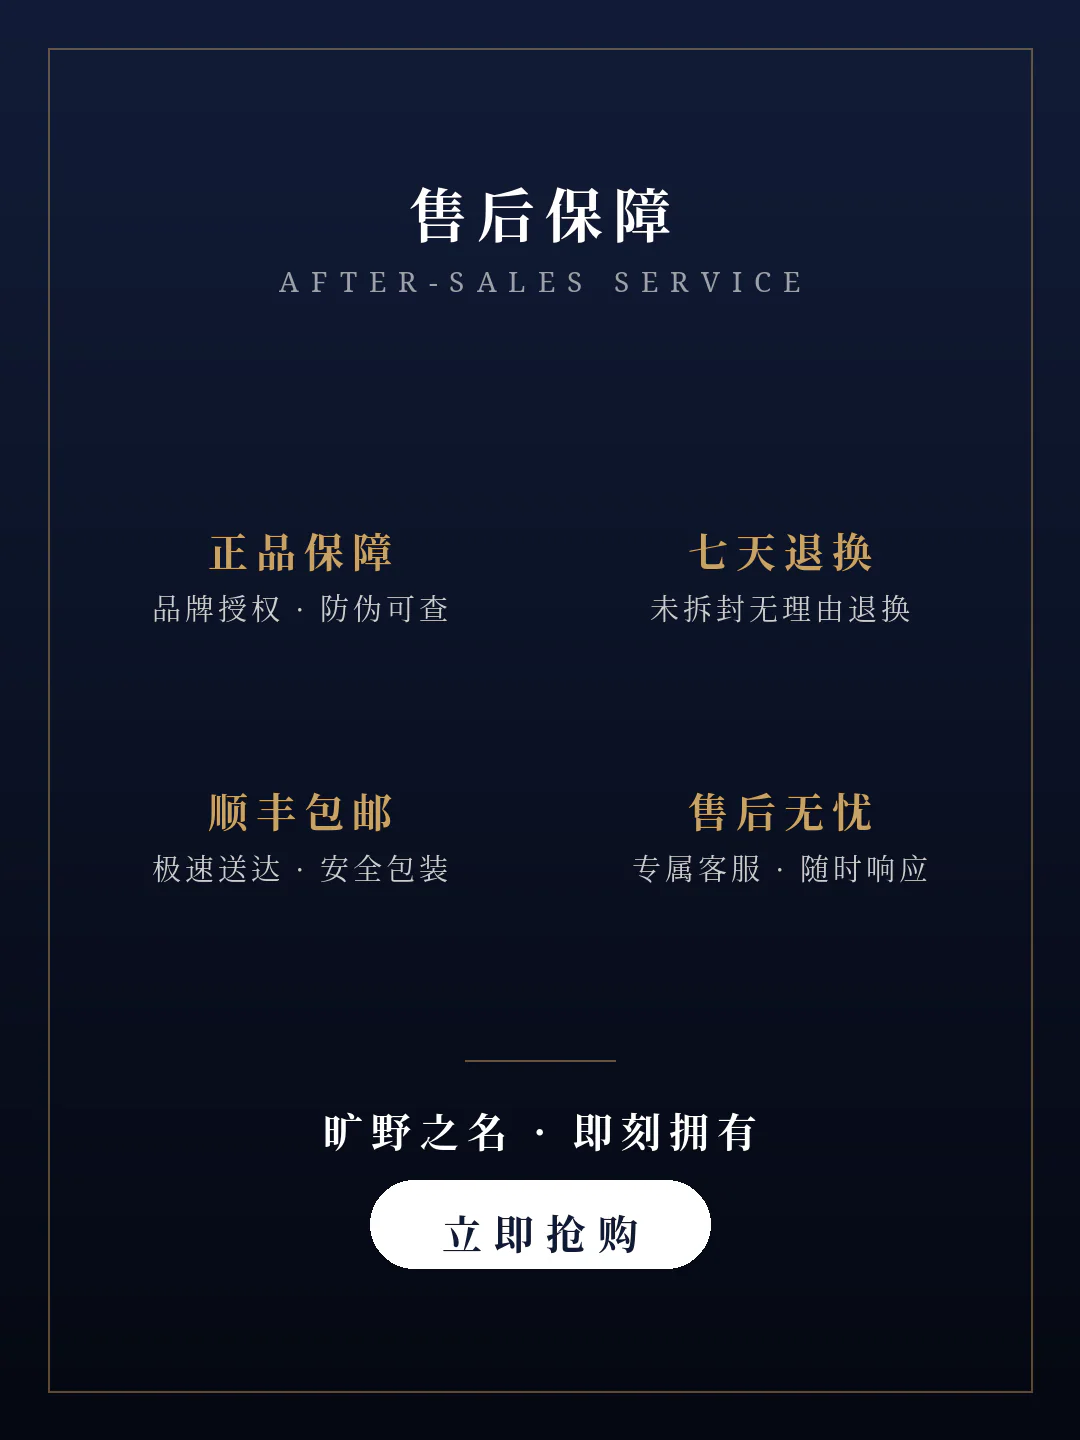 售后保障
AFTER-SALES SERVICE
正品保障
品牌授权 · 防伪可查
七天退换
未拆封无理由退换
顺丰包邮
极速送达 · 安全包装
售后无忧
专属客服 · 随时响应
旷野之名 · 即刻拥有
立即抢购